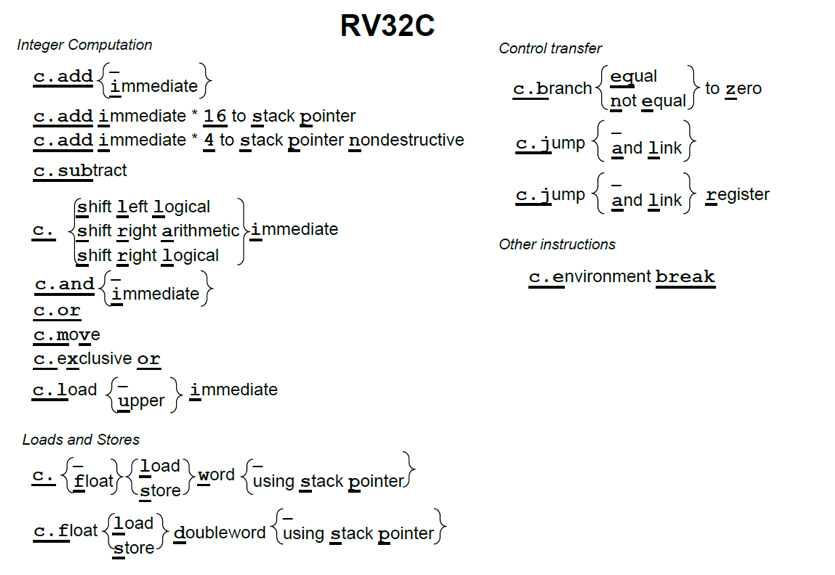 RV32C
Integer Computation
c.add { – immediate }
c.add immediate * 16 to stack pointer
c.add immediate * 4 to stack pointer nondestructive
c.subtract
c. { shift left logical
shift right arithmetic } immediate
shift right logical
c.and { – immediate }
c.or
c.move
c.exclusive or
c.load { – upper } immediate
Loads and Stores
c. { – float } { load store } word { – using stack pointer }
c.float { load store } doubleword { – using stack pointer }
Control transfer
c.branch { equal not equal } to zero
c.jump { – and link }
c.jump { – and link } register
Other instructions
c.environment break